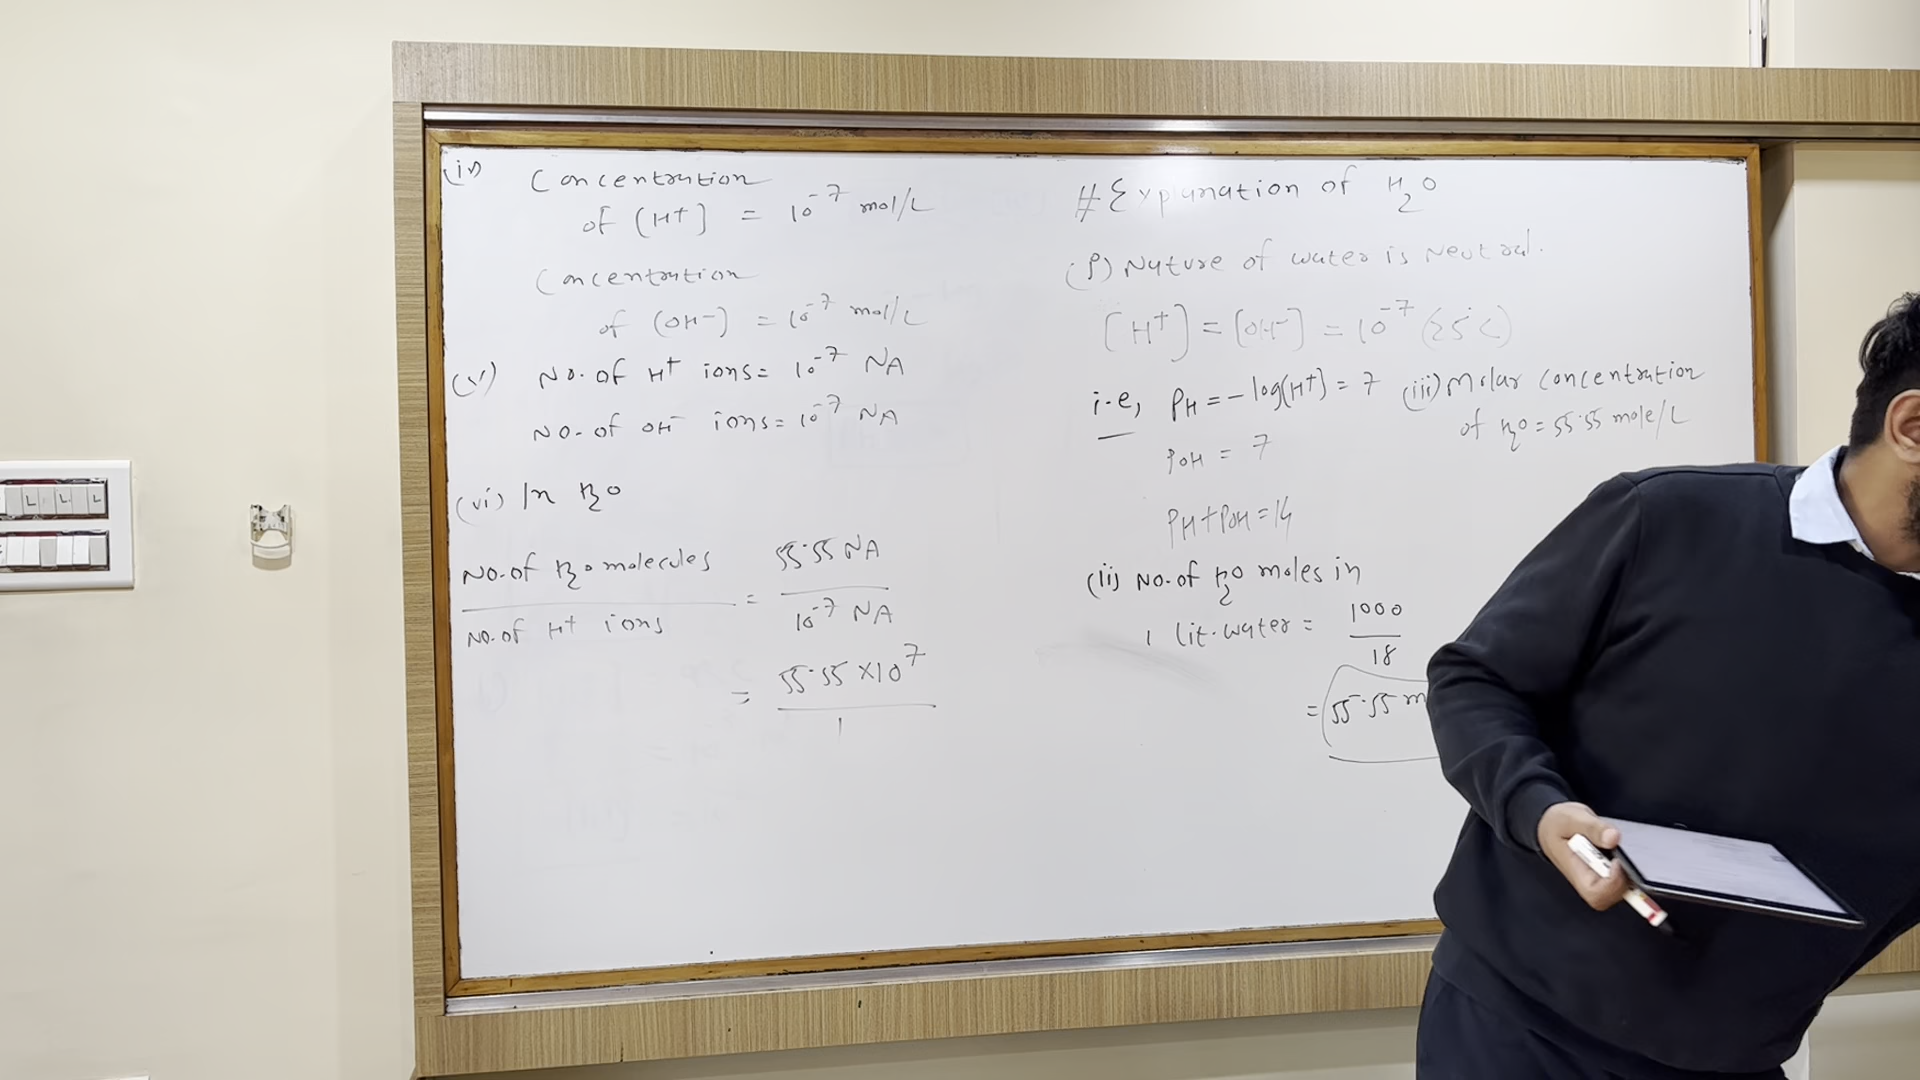 # Explanation of H2O
(i) Nature of water is Neutral.
[H+] = [OH-] = 10^-7 (25°C)
i.e, PH = -log(H+) = 7
POH = 7
PH + POH = 14
(ii) No. of H2O moles in
1 lit. water = 1000/18
= 55.55 m
(iii) Molar concentration
of H2O = 55.55 mole/L
(iv) Concentration
of (H+] = 10^-7 mol/L
Concentration
of (OH-) = 10^-7 mol/L
(v) No. of H+ ions = 10^-7 NA
No. of OH- ions = 10^-7 NA
(vi) In H2O
No. of H2O molecules / No. of H+ ions = 55.55 NA / 10^-7 NA
= 55.55 x 10^7 / 1